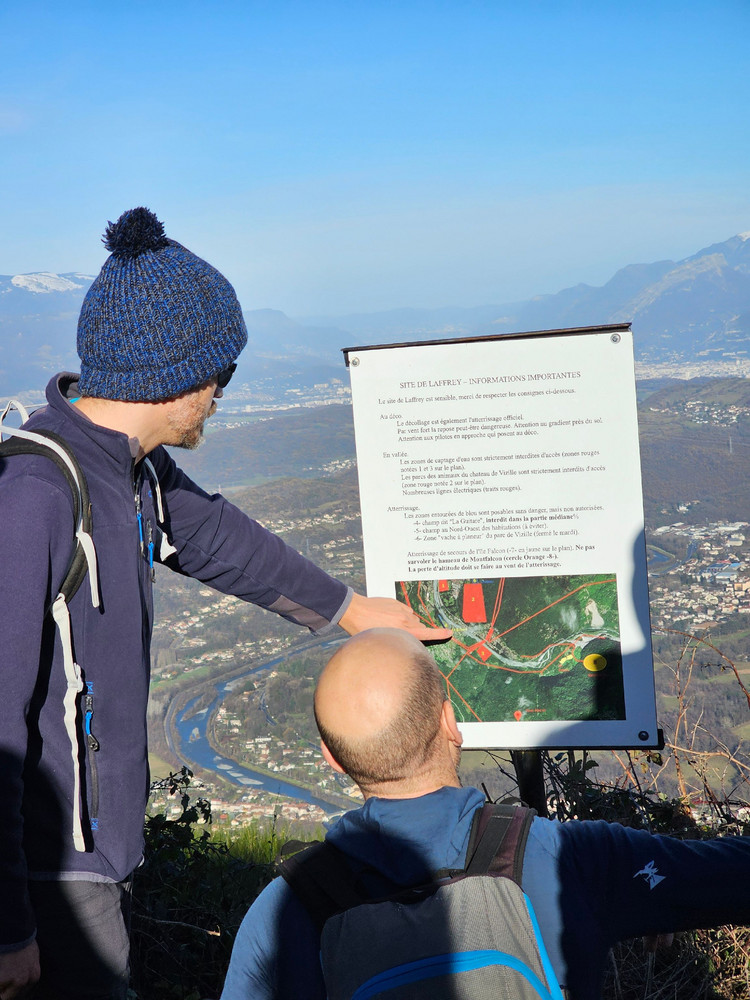 SITE DE LAFFREY – INFORMATIONS IMPORTANTES
Le site de Laffrey est sensible, merci de respecter les consignes ci-dessous.
Au déco.
Le décollage est également l'atterrissage officiel.
Par vent fort la repose peut-être dangereuse. Attention au gradient près du sol.
Attention aux pilotes en approche qui posent au déco.
En vallée.
Les zones de captage d'eau sont strictement interdites d'accès (zones rouges
notées 1 et 3 sur le plan).
Les parcs des animaux du chateau de Vizille sont strictement interdits d'accès
(zone rouge notée 2 sur le plan).
Nombreuses lignes électriques (traits rouges).
Atterrissage.
Les zones entourées de bleu sont posables sans danger, mais non autorisées.
-4- champ de "La Guitare", interdit dans la partie médiane
-5- champ au Nord-Ouest des habitations (à éviter).
-6- Zone "vache à planeur" du parc de Vizille (fermé le mardi).
Atterrissage de secours de l'Ile Falcon (-7- en jaune sur le plan). Ne pas
survoler le hameau de Montfalcon (cercle Orange -8-).
La perte d'altitude doit se faire au vent de l'atterrissage.
2